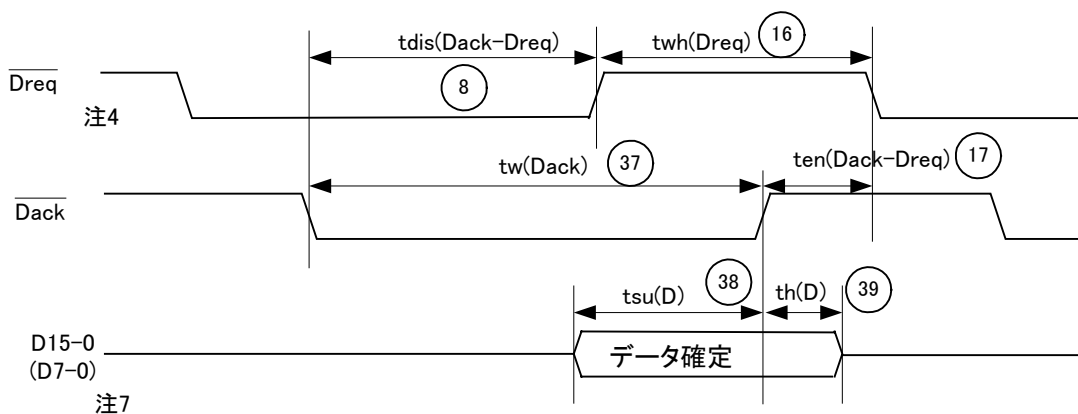 tdis(Dack-Dreq)
twh(Dreq)
16
Dreq
8
注4
tw(Dack)
37
ten(Dack-Dreq)
17
Dack
tsu(D)
38
th(D)
39
D15-0
データ確定
(D7-0)
注7